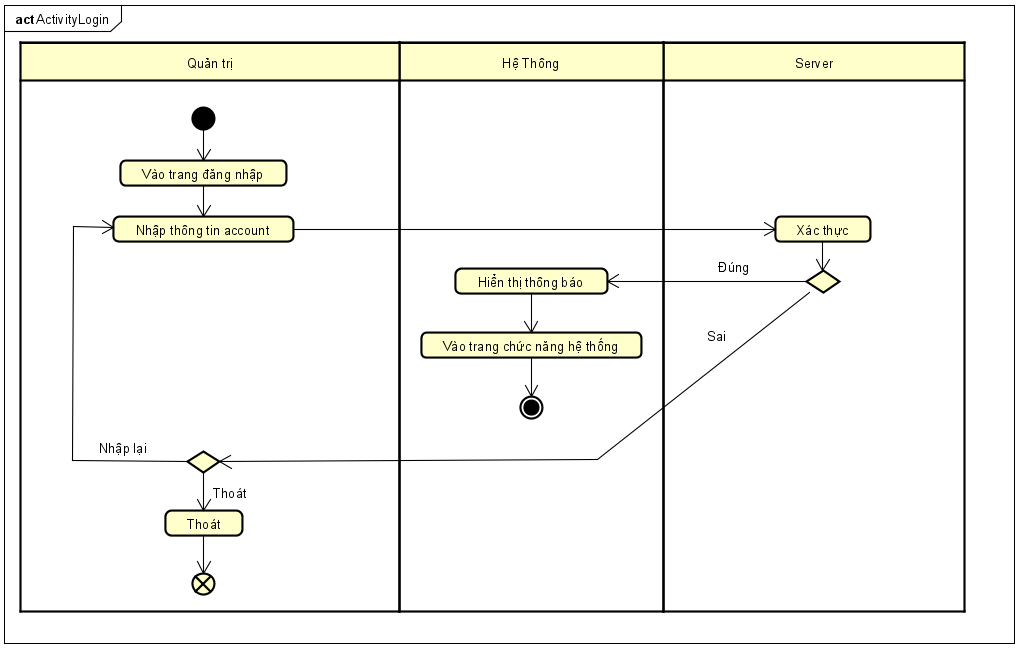 act ActivityLogin
Quản trị
Hệ Thông
Server
Vào trang đăng nhập
Nhập thông tin account
Xác thực
Đúng
Hiển thị thông báo
Sai
Vào trang chức năng hệ thống
Nhập lại
Thoát
Thoát